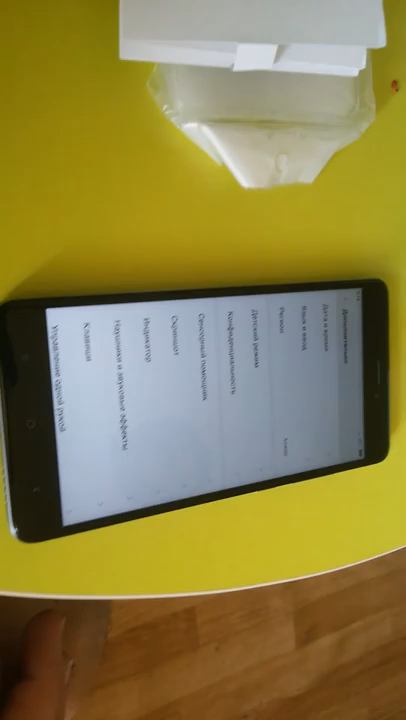 Дополнительно
Дата и время
Язык и ввод
Регион
Детский режим
Конфиденциальность
Сенсорный помощник
Скриншот
Индикатор
Наушники и звуковые эффекты
Клавиши
Управление одной рукой